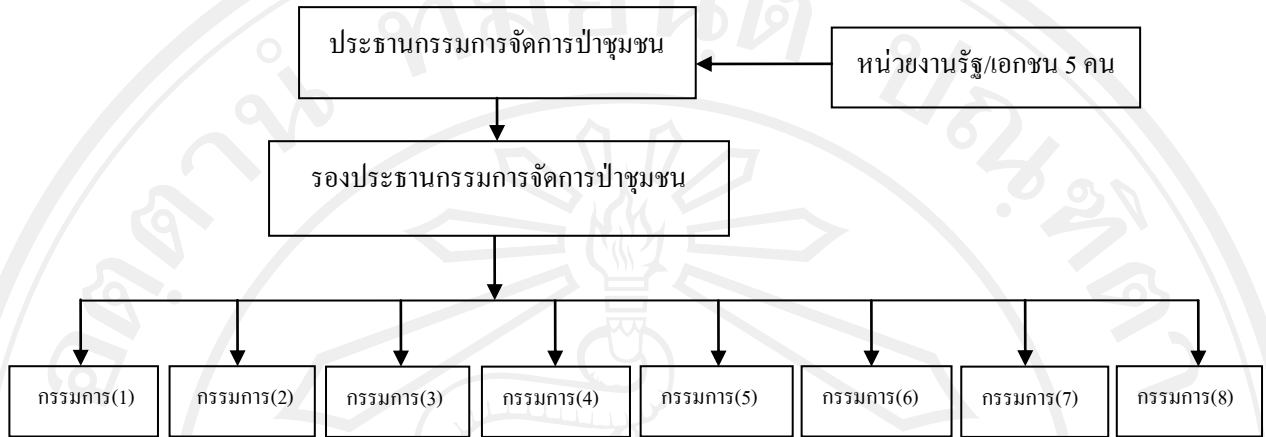 ประธานกรรมการจัดการป่าชุมชน
หน่วยงานรัฐ/เอกชน 5 คน
รองประธานกรรมการจัดการป่าชุมชน
กรรมการ(1) กรรมการ(2) กรรมการ(3) กรรมการ(4) กรรมการ(5) กรรมการ(6) กรรมการ(7) กรรมการ(8)